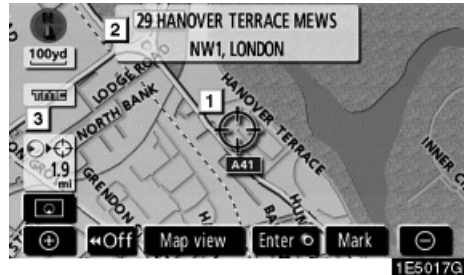 N
2
29 HANOVER TERRACE MEWS
NW1, LONDON
100yd
TMC
LODGE ROAD
3
NORTH BANK
1
HANOVER TERRACE
A41
INNER
1.9
mi
GRENDON
Off
Map view
Enter
Mark
1E5017G